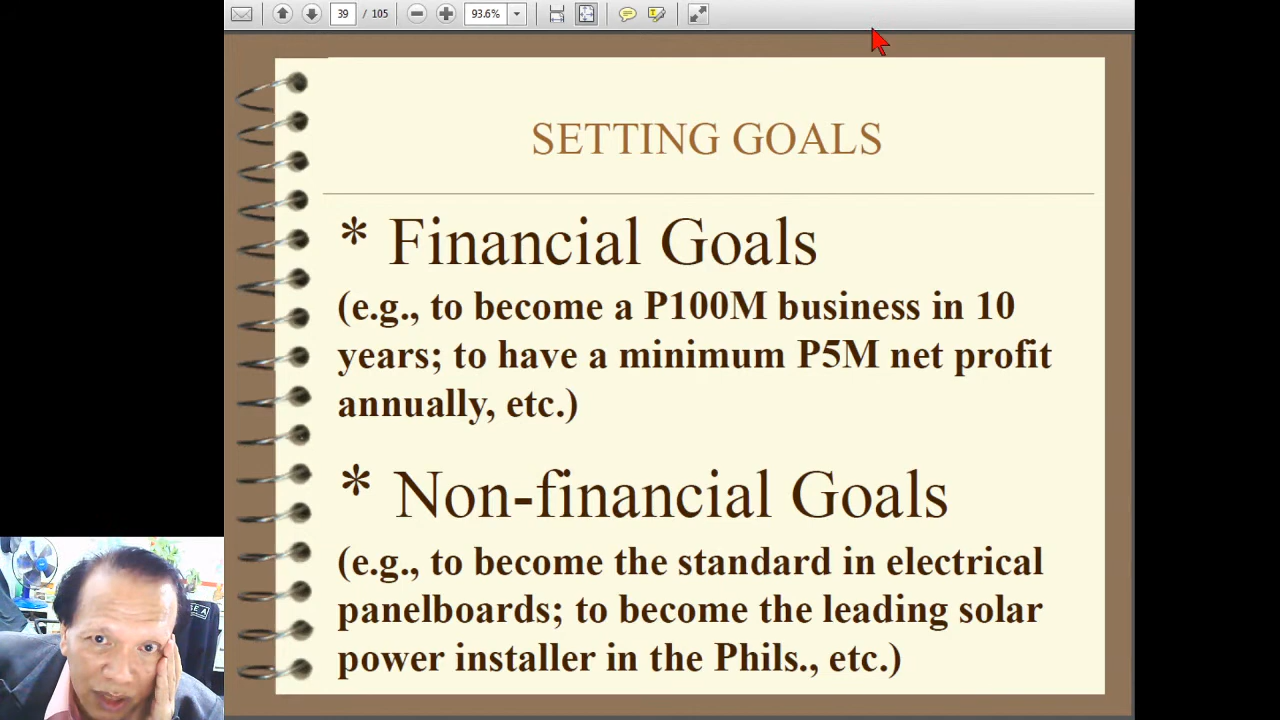 39 / 105 93.6%
SETTING GOALS
* Financial Goals
(e.g., to become a P100M business in 10
years; to have a minimum P5M net profit
annually, etc.)
* Non-financial Goals
(e.g., to become the standard in electrical
panelboards; to become the leading solar
power installer in the Phils., etc.)